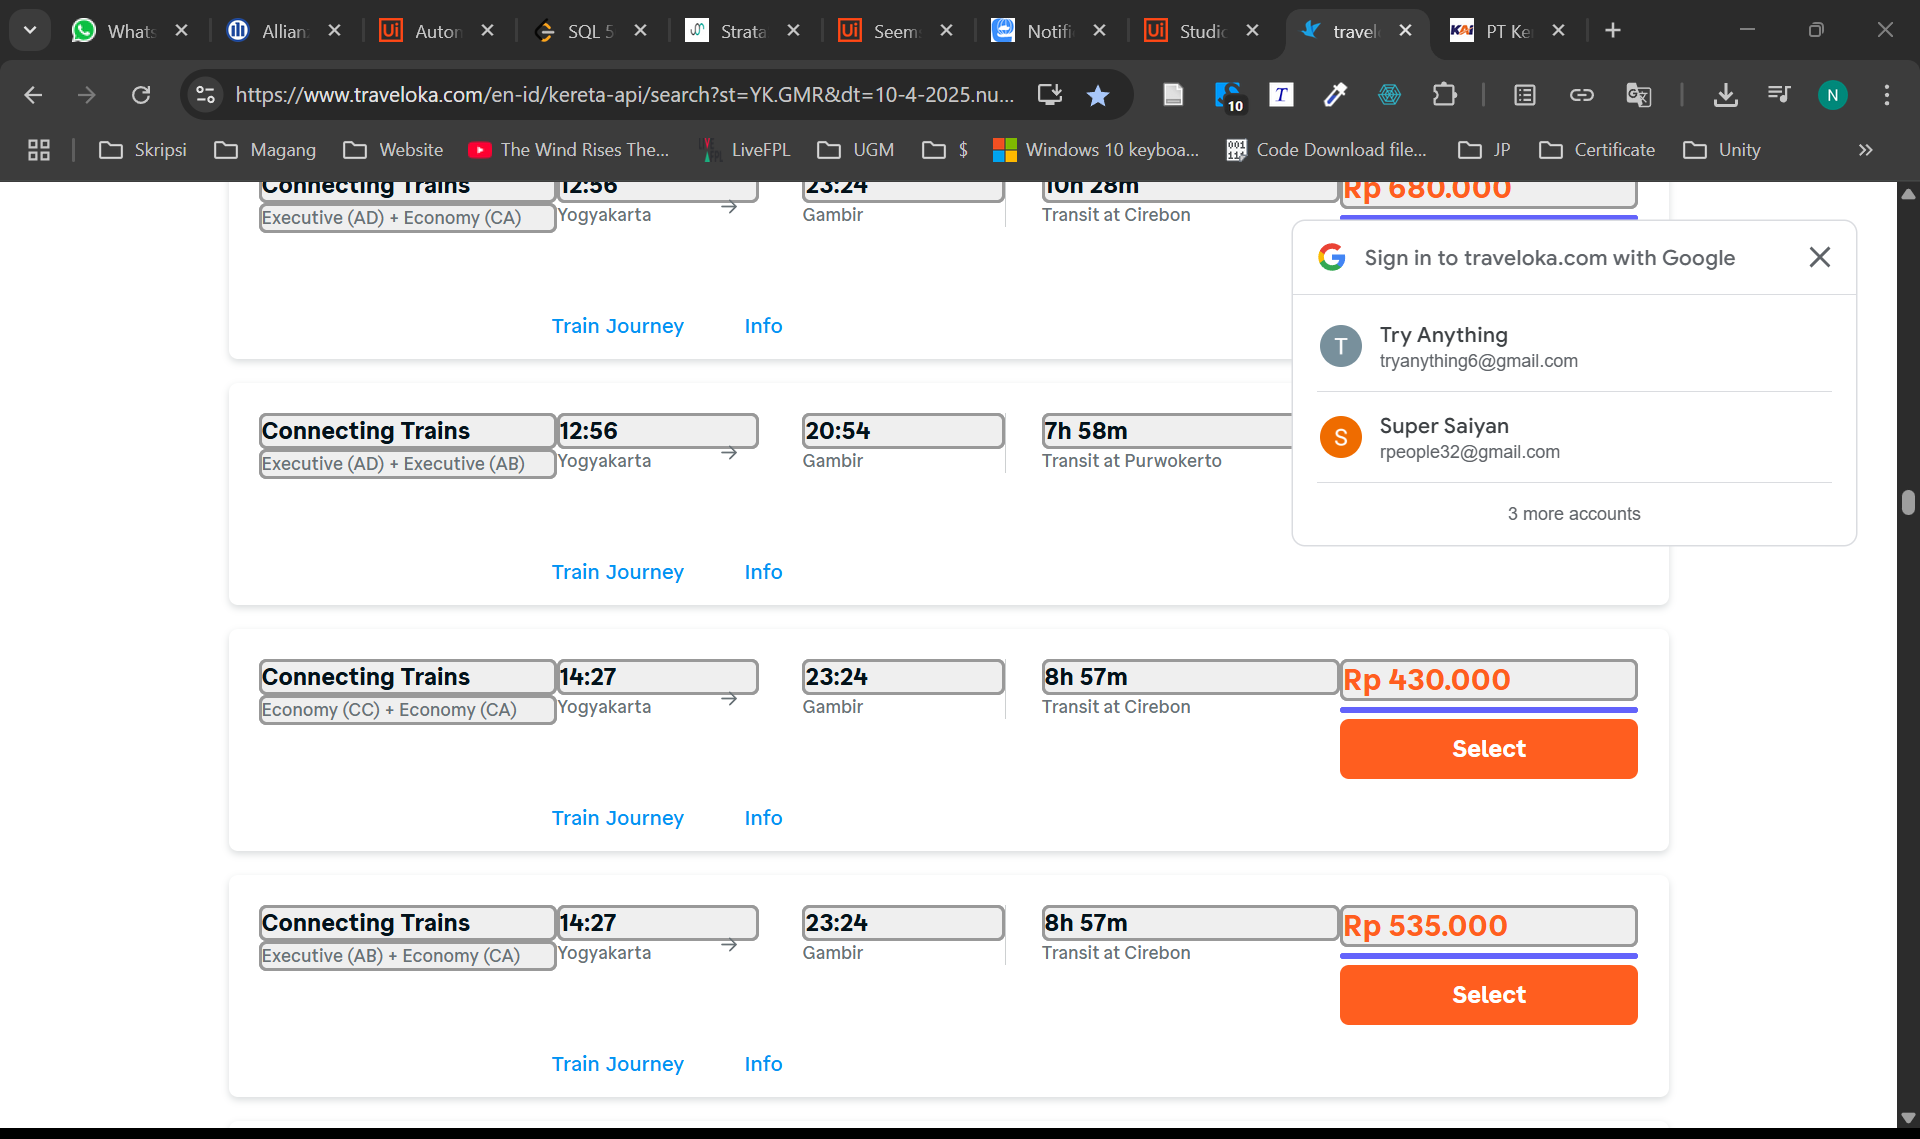 Whats
Allian
Auton
SQL 5
Strata
Seem
Notifi
Studio
travel
KAI
PT Ke
https://www.traveloka.com/en-id/kereta-api/search?st=YK.GMR&dt=10-4-2025.nu...
10
T
N
Skripsi
Magang
Website
The Wind Rises The...
LiveFPL
UGM
$
Windows 10 keyboa...
Code Download file...
JP
Certificate
Unity
Connecting Trains 12:56 23:24 10h 28m Rp 680.000
Executive (AD) + Economy (CA) Yogyakarta → Gambir Transit at Cirebon
Train Journey Info
Sign in to traveloka.com with Google
T
Try Anything
tryanything6@gmail.com
S
Super Saiyan
rpeople32@gmail.com
3 more accounts
Connecting Trains 12:56 20:54 7h 58m
Executive (AD) + Executive (AB) Yogyakarta → Gambir Transit at Purwokerto
Train Journey Info
Connecting Trains 14:27 23:24 8h 57m Rp 430.000
Economy (CC) + Economy (CA) Yogyakarta → Gambir Transit at Cirebon
Select
Train Journey Info
Connecting Trains 14:27 23:24 8h 57m Rp 535.000
Executive (AB) + Economy (CA) Yogyakarta → Gambir Transit at Cirebon
Select
Train Journey Info